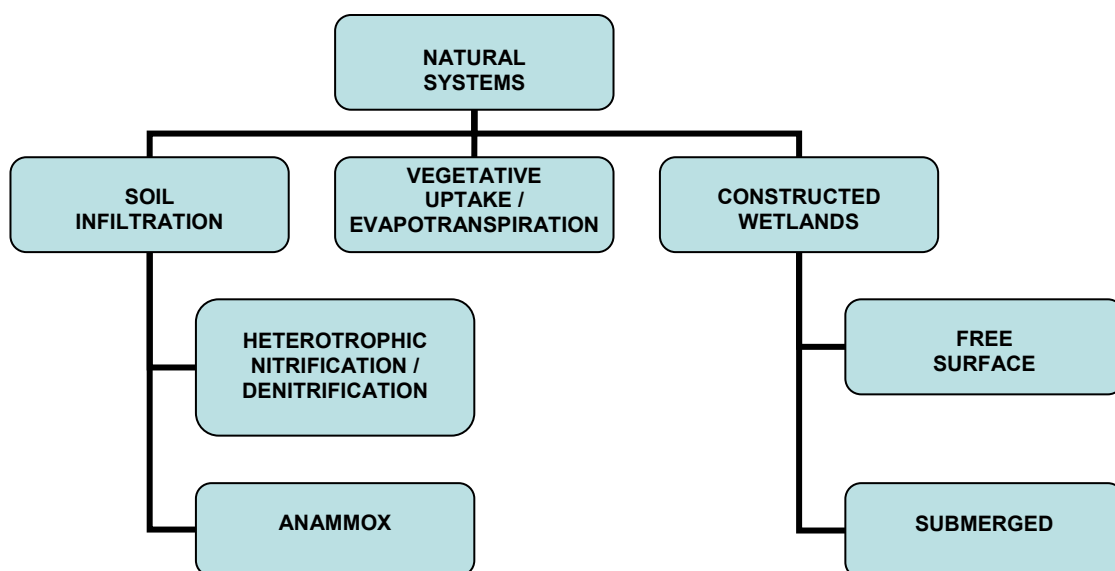 NATURAL
SYSTEMS
SOIL
INFILTRATION
VEGETATIVE
UPTAKE /
EVAPOTRANSPIRATION
CONSTRUCTED
WETLANDS
HETEROTROPHIC
NITRIFICATION /
DENITRIFICATION
FREE
SURFACE
ANAMMOX
SUBMERGED